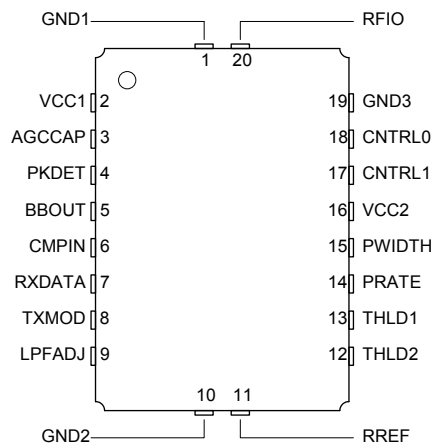 GND1 RFIO
1 20
VCC1 2 19 GND3
AGCCAP 3 18 CNTRL0
PKDET 4 17 CNTRL1
BBOUT 5 16 VCC2
CMPIN 6 15 PWIDTH
RXDATA 7 14 PRATE
TXMOD 8 13 THLD1
LPFADJ 9 12 THLD2
10 11
GND2 RREF